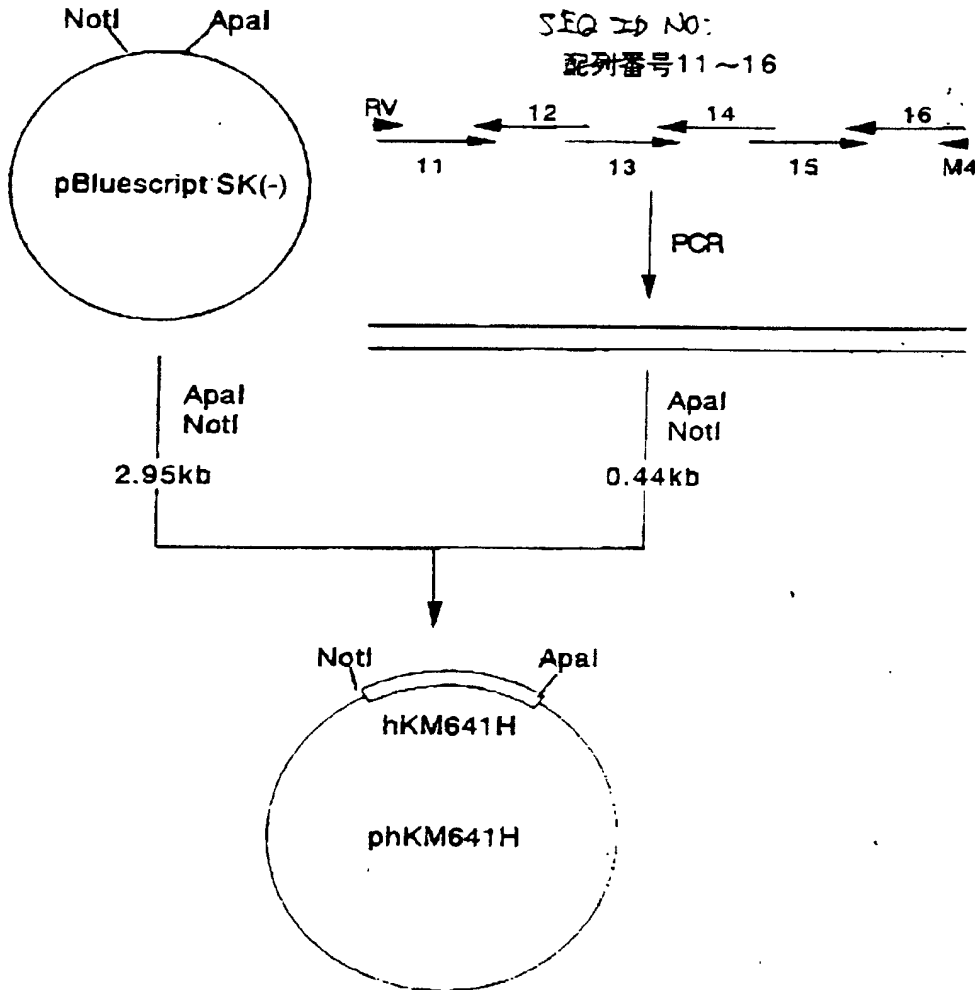 NotI ApaI
pBluescript SK(-)
SEQ ID NO:
配列番号11～16
RV 12 14 16
11 13 15 M4
PCR
ApaI
NotI
2.95kb
ApaI
NotI
0.44kb
NotI ApaI
hKM641H
phKM641H